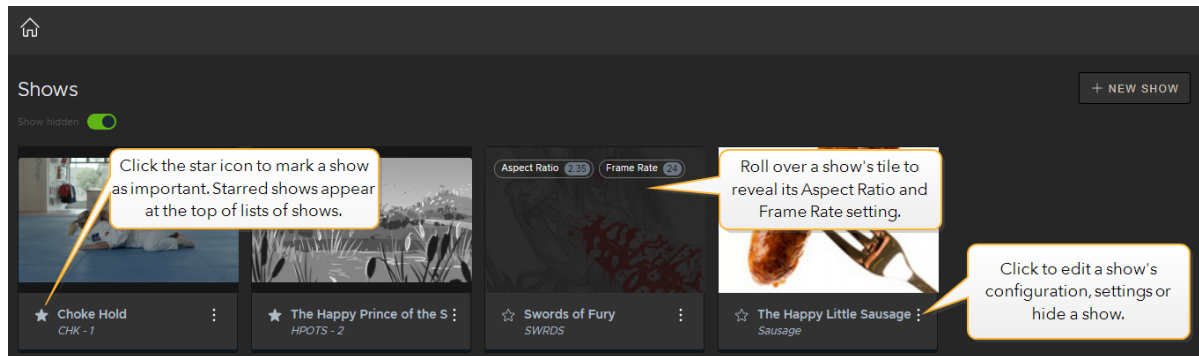 Shows
+ NEW SHOW
Show hidden
Click the star icon to mark a show
as important. Starred shows appear
at the top of lists of shows.
Aspect Ratio 2.35 Frame Rate 24
Roll over a show's tile to
reveal its Aspect Ratio and
Frame Rate setting.
Click to edit a show's
configuration, settings or
hide a show.
Choke Hold
CHK - 1
The Happy Prince of the S
HPOTS - 2
Swords of Fury
SWRDS
The Happy Little Sausage
Sausage